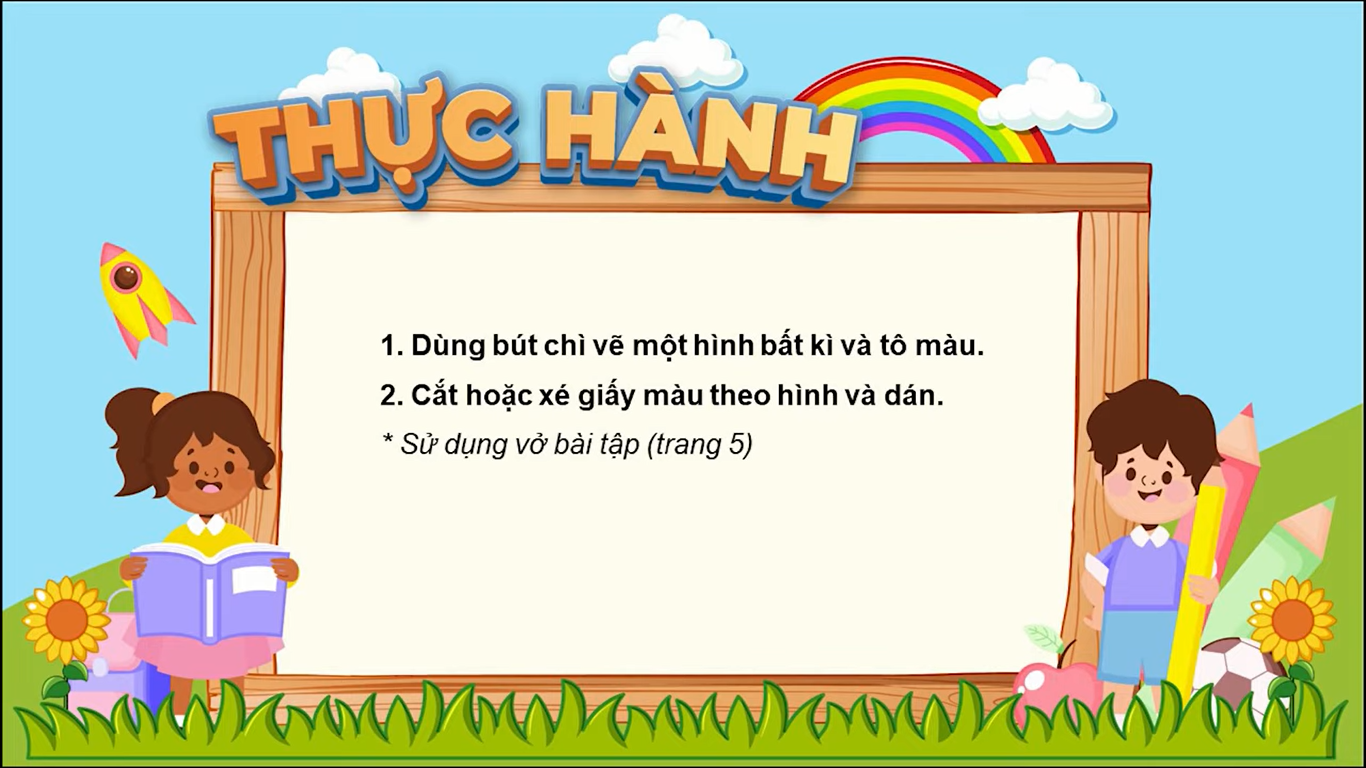 THỰC HÀNH
1. Dùng bút chì vẽ một hình bất kì và tô màu.
2. Cắt hoặc xé giấy màu theo hình và dán.
* Sử dụng vở bài tập (trang 5)